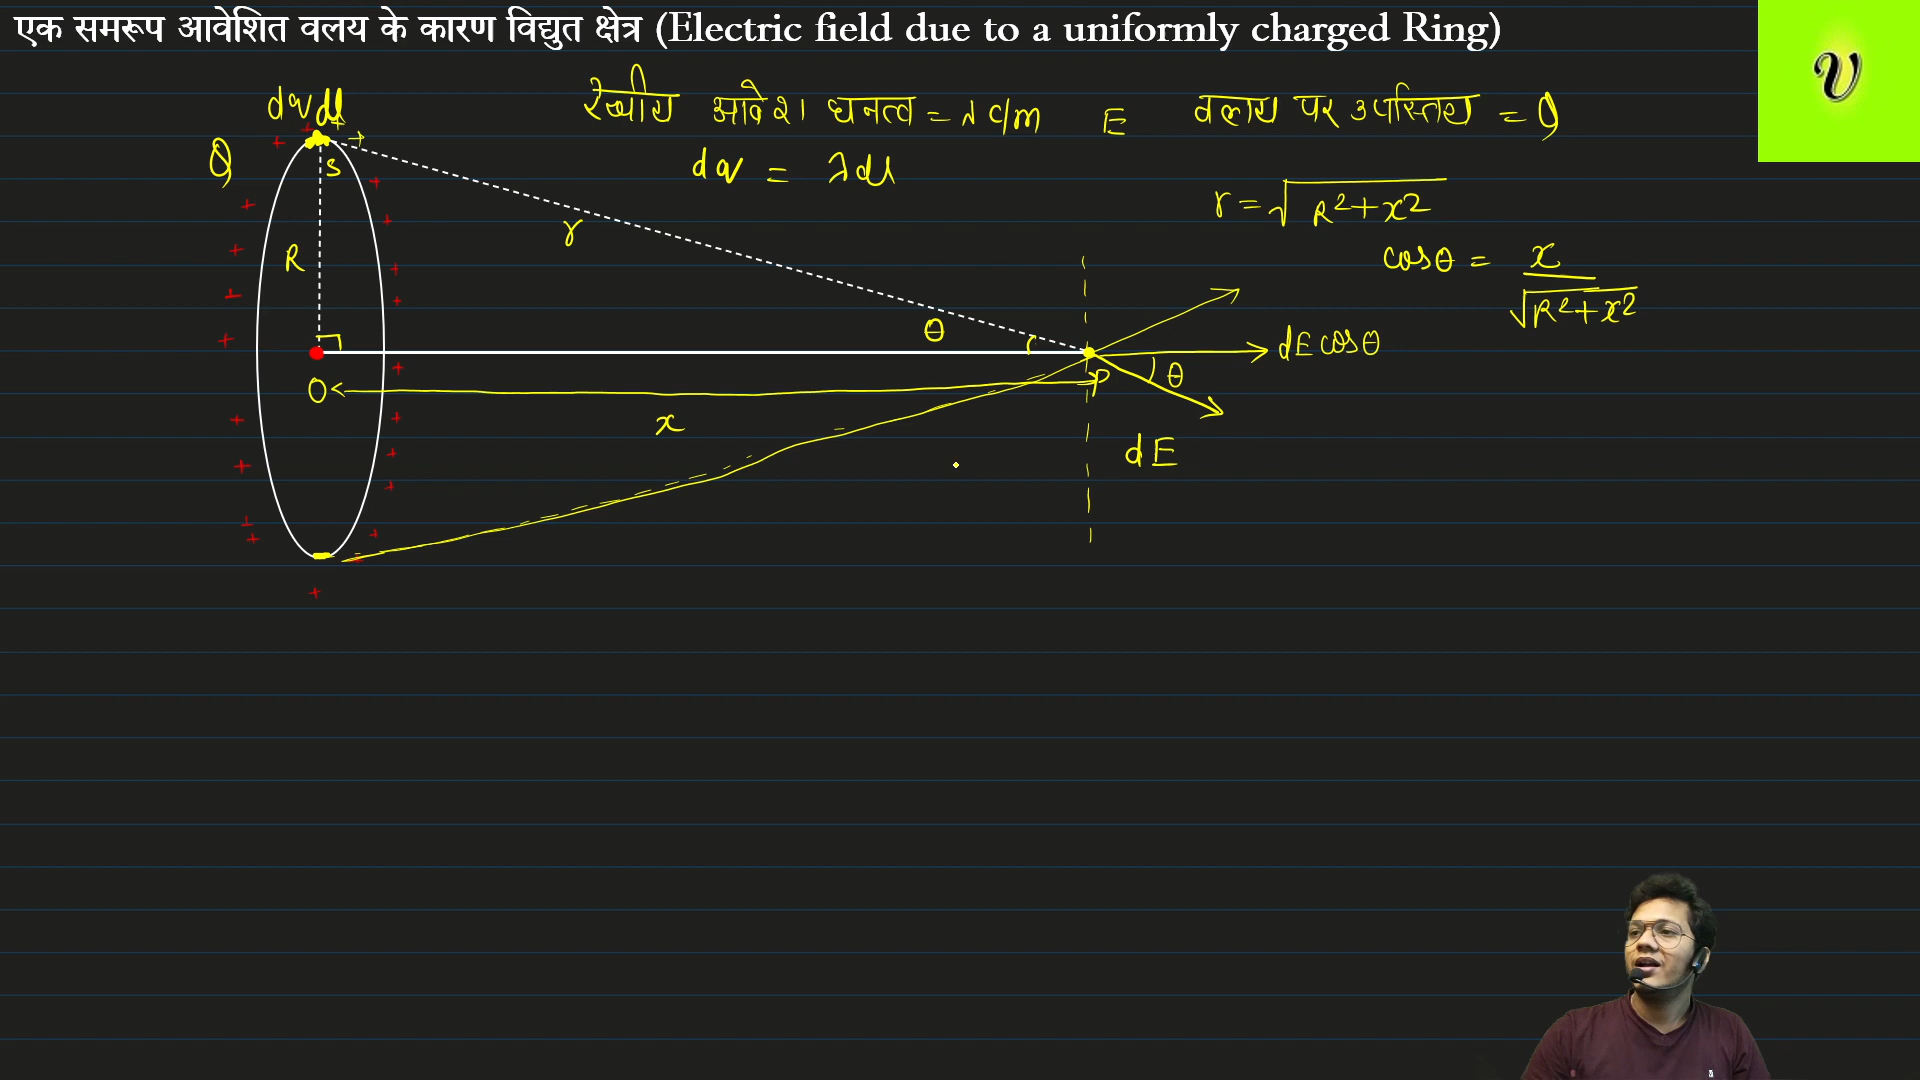 एक समरूप आवेशित वलय के कारण विद्युत क्षेत्र (Electric field due to a uniformly charged Ring)
रेखीय आवेश घनत्व = λ C/m E वलय पर उपस्तिथ = Q
dq dl
Q
dq = λdl
S
r = √R²+x²
r
R
cosθ = x / √R²+x²
θ
dE cosθ
θ
O
P
x
dE
υ